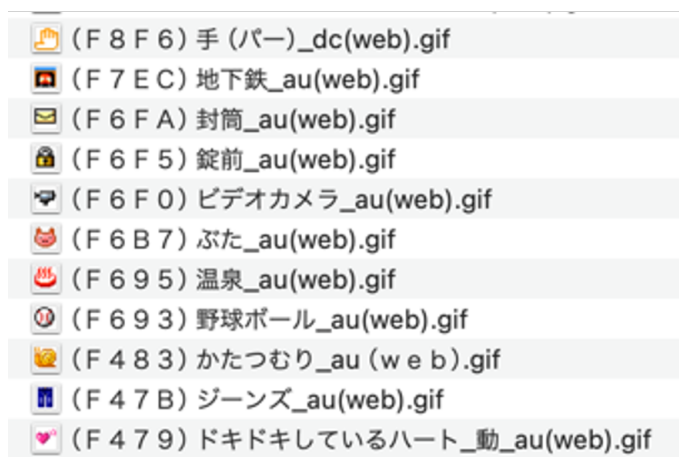 （Ｆ８Ｆ６）手（パー）_dc(web).gif
（Ｆ７ＥＣ）地下鉄_au(web).gif
（Ｆ６ＦＡ）封筒_au(web).gif
（Ｆ６Ｆ５）錠前_au(web).gif
（Ｆ６Ｆ０）ビデオカメラ_au(web).gif
（Ｆ６Ｂ７）ぶた_au(web).gif
（Ｆ６９５）温泉_au(web).gif
（Ｆ６９３）野球ボール_au(web).gif
（Ｆ４８３）かたつむり_au（ｗｅｂ）.gif
（Ｆ４７Ｂ）ジーンズ_au(web).gif
（Ｆ４７９）ドキドキしているハート_動_au(web).gif